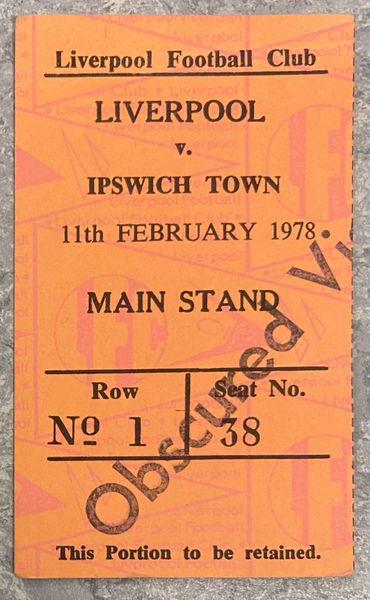 Liverpool Football Club
LIVERPOOL
v.
IPSWICH TOWN
11th FEBRUARY 1978.
MAIN STAND
Row Seat No.
Nº 1 38
Obscured Vi
This Portion to be retained.